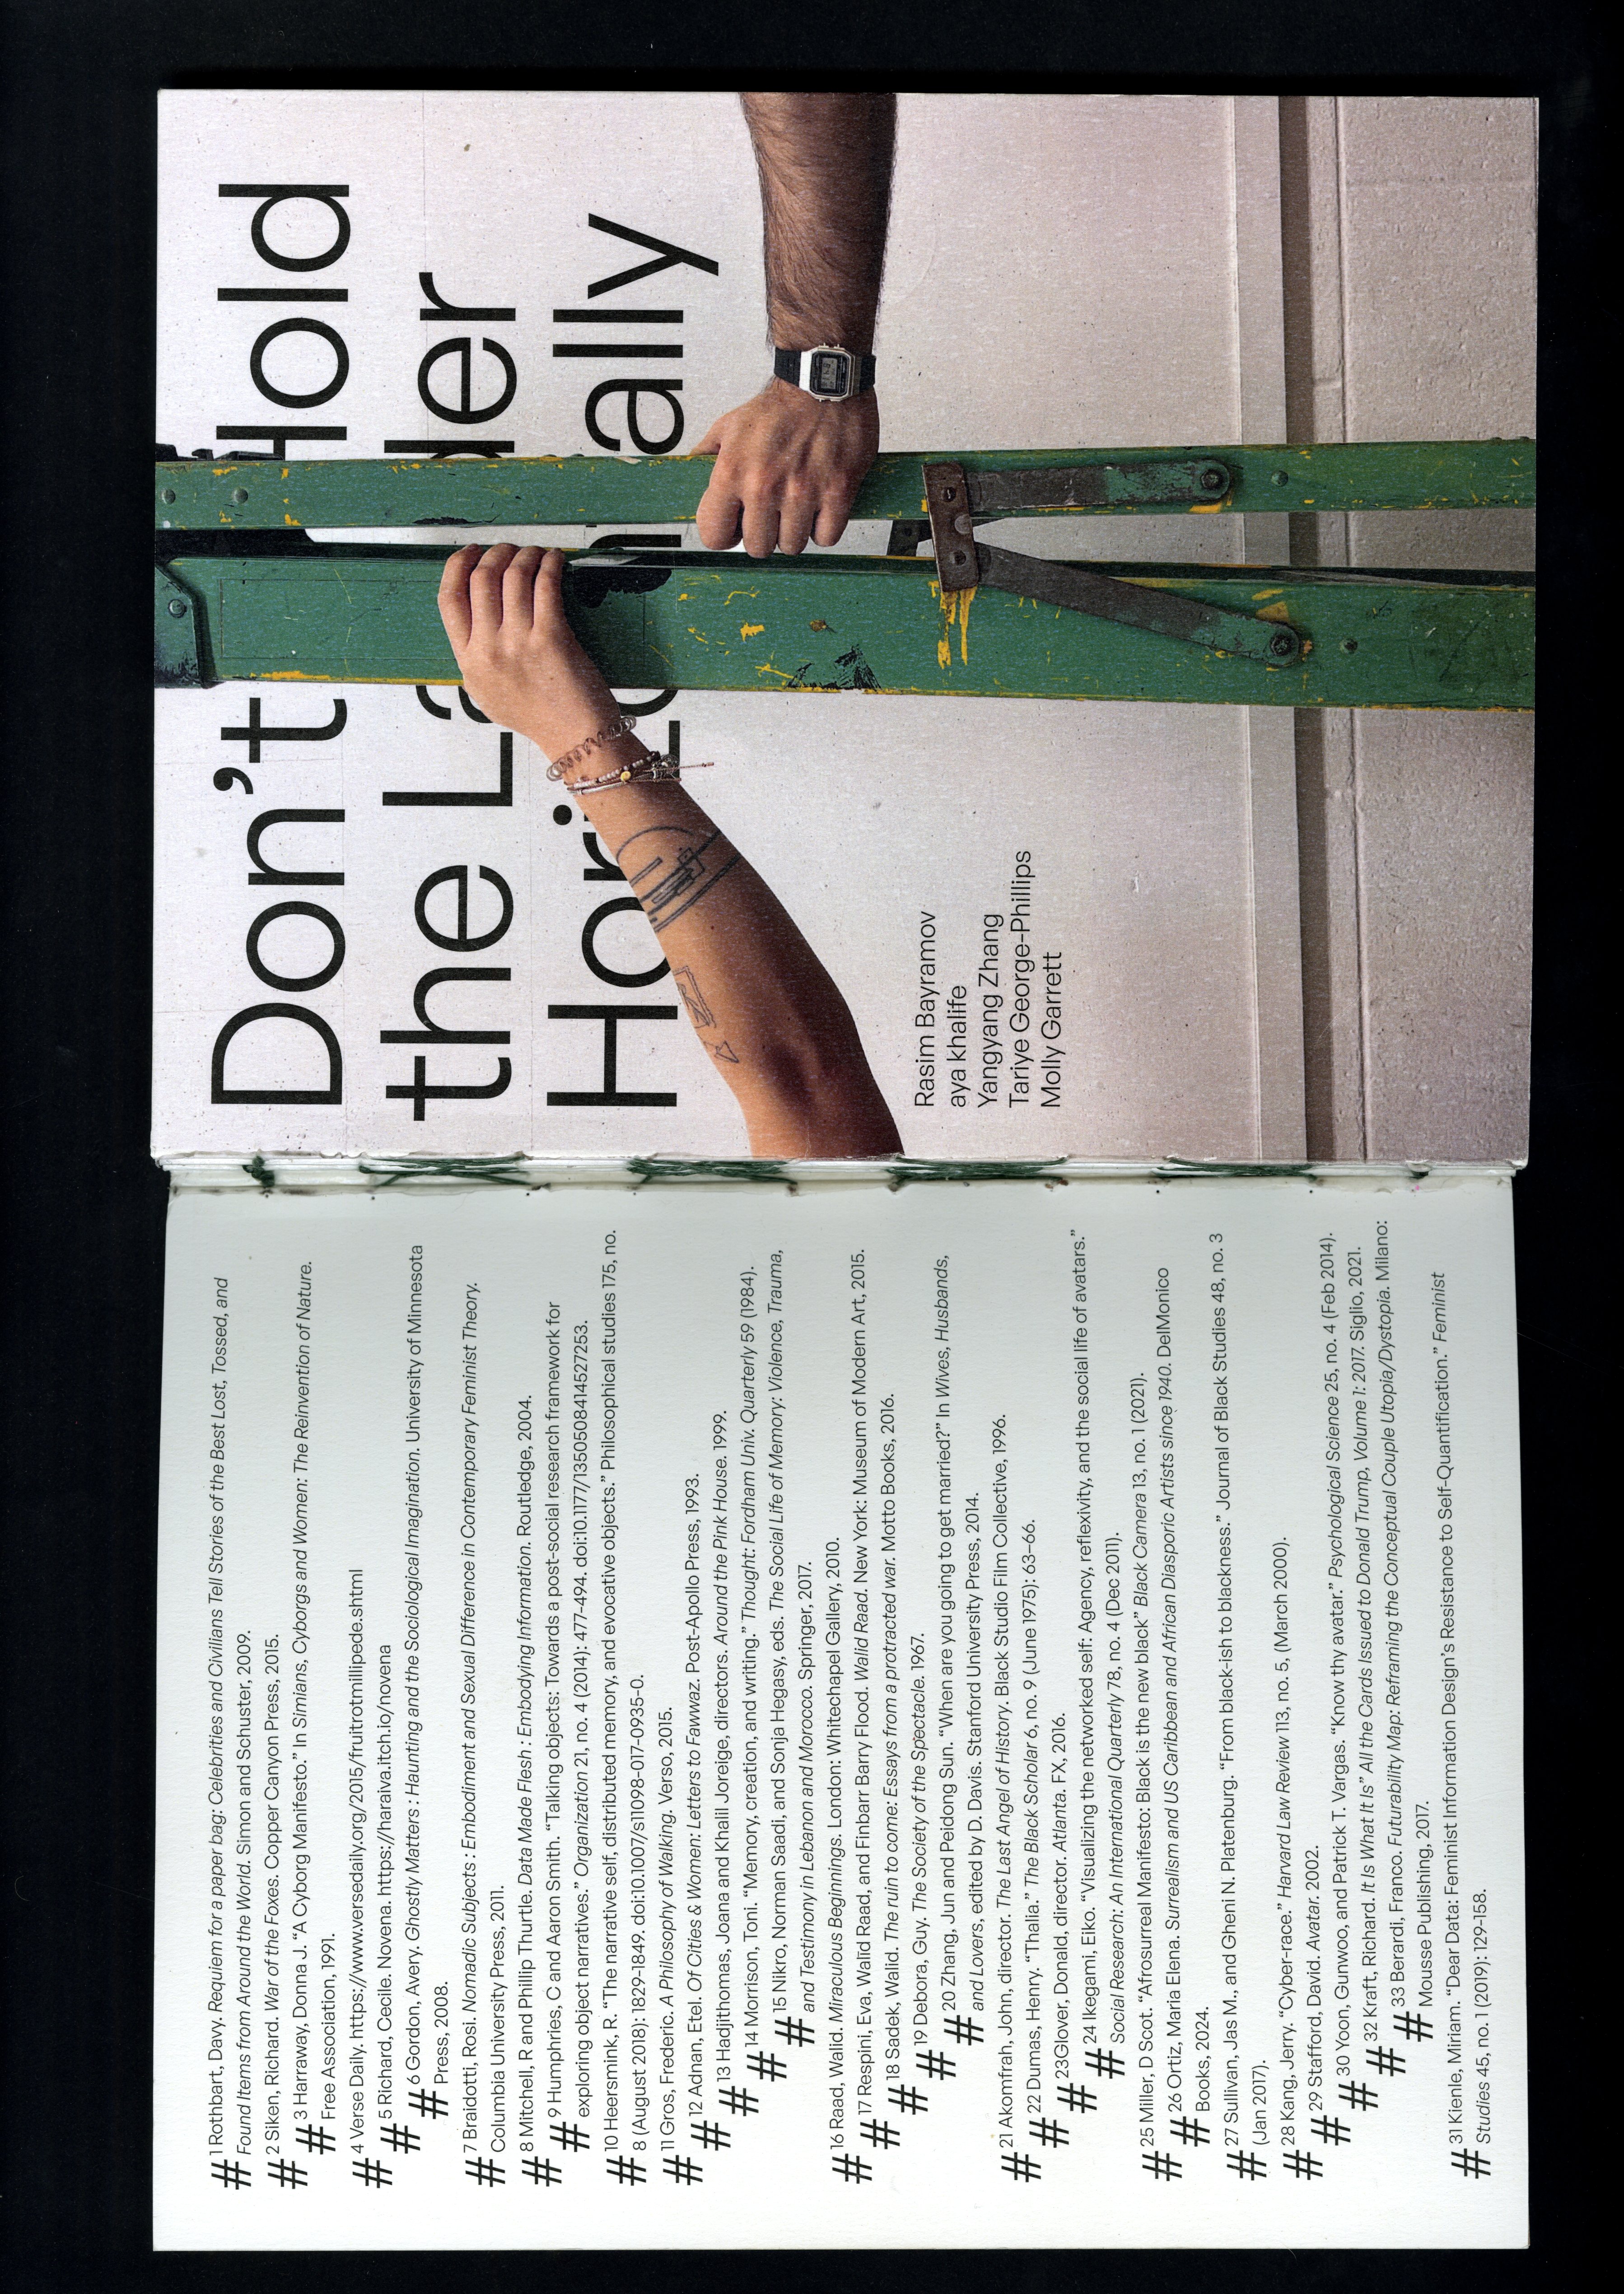 # 1 Rothbart, Davy. Requiem for a paper bag: Celebrities and Civilians Tell Stories of the Best Lost, Tossed, and
Found Items from Around the World. Simon and Schuster, 2009.
# 2 Siken, Richard. War of the Foxes. Copper Canyon Press, 2015.
# 3 Harraway, Donna J. “A Cyborg Manifesto.” In Simians, Cyborgs and Women: The Reinvention of Nature.
Free Association, 1991.
# 4 Verse Daily. https://www.versedaily.org/2015/fruitrotmillipede.shtml
# 5 Richard, Cecile. Novena. https://haraiva.itch.io/novena
# 6 Gordon, Avery. Ghostly Matters : Haunting and the Sociological Imagination. University of Minnesota
Press, 2008.
# 7 Braidotti, Rosi. Nomadic Subjects : Embodiment and Sexual Difference in Contemporary Feminist Theory.
Columbia University Press, 2011.
# 8 Mitchell, R and Phillip Thurtle. Data Made Flesh : Embodying Information. Routledge, 2004.
# 9 Humphries, C and Aaron Smith. “Talking objects: Towards a post-social research framework for
exploring object narratives.” Organization 21, no. 4 (2014): 477-494. doi:10.1177/1350508414527253.
# 10 Heersmink, R. “The narrative self, distributed memory, and evocative objects.” Philosophical studies 175, no.
8 (August 2018): 1829-1849. doi:10.1007/s11098-017-0935-0.
# 11 Gros, Frederic. A Philosophy of Walking. Verso, 2015.
# 12 Adnan, Etel. Of Cities & Women: Letters to Fawwaz. Post-Apollo Press, 1993.
# 13 Hadjithomas, Joana and Khalil Joreige, directors. Around the Pink House. 1999.
# 14 Morrison, Toni. “Memory, creation, and writing.” Thought: Fordham Univ. Quarterly 59 (1984).
# 15 Nikro, Norman Saadi, and Sonja Hegasy, eds. The Social Life of Memory: Violence, Trauma,
and Testimony in Lebanon and Morocco. Springer, 2017.
# 16 Raad, Walid. Miraculous Beginnings. London: Whitechapel Gallery, 2010.
# 17 Respini, Eva, Walīd Raad, and Finbarr Barry Flood. Walid Raad. New York: Museum of Modern Art, 2015.
# 18 Sadek, Walid. The ruin to come: Essays from a protracted war. Motto Books, 2016.
# 19 Debora, Guy. The Society of the Spectacle. 1967.
# 20 Zhang, Jun and Peidong Sun. “When are you going to get married?” In Wives, Husbands,
and Lovers, edited by D. Davis. Stanford University Press, 2014.
# 21 Akomfrah, John, director. The Last Angel of History. Black Studio Film Collective, 1996.
# 22 Dumas, Henry. “Thalia.” The Black Scholar 6, no. 9 (June 1975): 63–66.
# 23Glover, Donald, director. Atlanta. FX, 2016.
# 24 Ikegami, Eiko. “Visualizing the networked self: Agency, reflexivity, and the social life of avatars.”
Social Research: An International Quarterly 78, no. 4 (Dec 2011).
# 25 Miller, D Scot. “Afrosurreal Manifesto: Black is the new black” Black Camera 13, no. 1 (2021).
# 26 Ortiz, Maria Elena. Surrealism and US Caribbean and African Diasporic Artists since 1940. DelMonico
Books, 2024.
# 27 Sullivan, Jas M., and Gheni N. Platenburg. “From black-ish to blackness.” Journal of Black Studies 48, no. 3
(Jan 2017).
# 28 Kang, Jerry. “Cyber-race.” Harvard Law Review 113, no. 5, (March 2000).
# 29 Stafford, David. Avatar. 2002.
# 30 Yoon, Gunwoo, and Patrick T. Vargas. “Know thy avatar.” Psychological Science 25, no. 4 (Feb 2014).
# 32 Kraft, Richard. It Is What It Is” All the Cards Issued to Donald Trump, Volume 1: 2017. Siglio, 2021.
# 33 Berardi, Franco. Futurability Map: Reframing the Conceptual Couple Utopia/Dystopia. Milano:
Mousse Publishing, 2017.
# 31 Kienle, Miriam. “Dear Data: Feminist Information Design’s Resistance to Self-Quantification.” Feminist
Studies 45, no. 1 (2019): 129-158.
Don’t Hold
the Ladder
Horizontally
Rasim Bayramov
aya khalife
Yangyang Zhang
Tariye George-Phillips
Molly Garrett